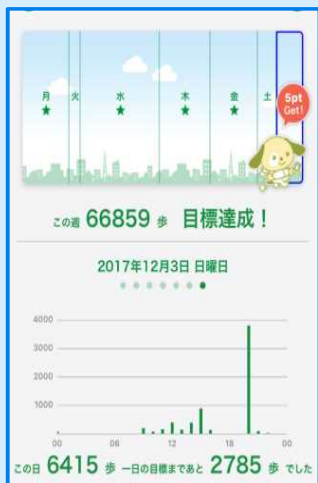 月 火 水 木 金 土
★ ★ ★ ★
5pt
Get!
この週 66859 歩 目標達成！
2017年12月3日 日曜日
4000
3000
2000
1000
00 06 12 18 00
この日 6415 歩 一日の目標まであと 2785 歩 でした